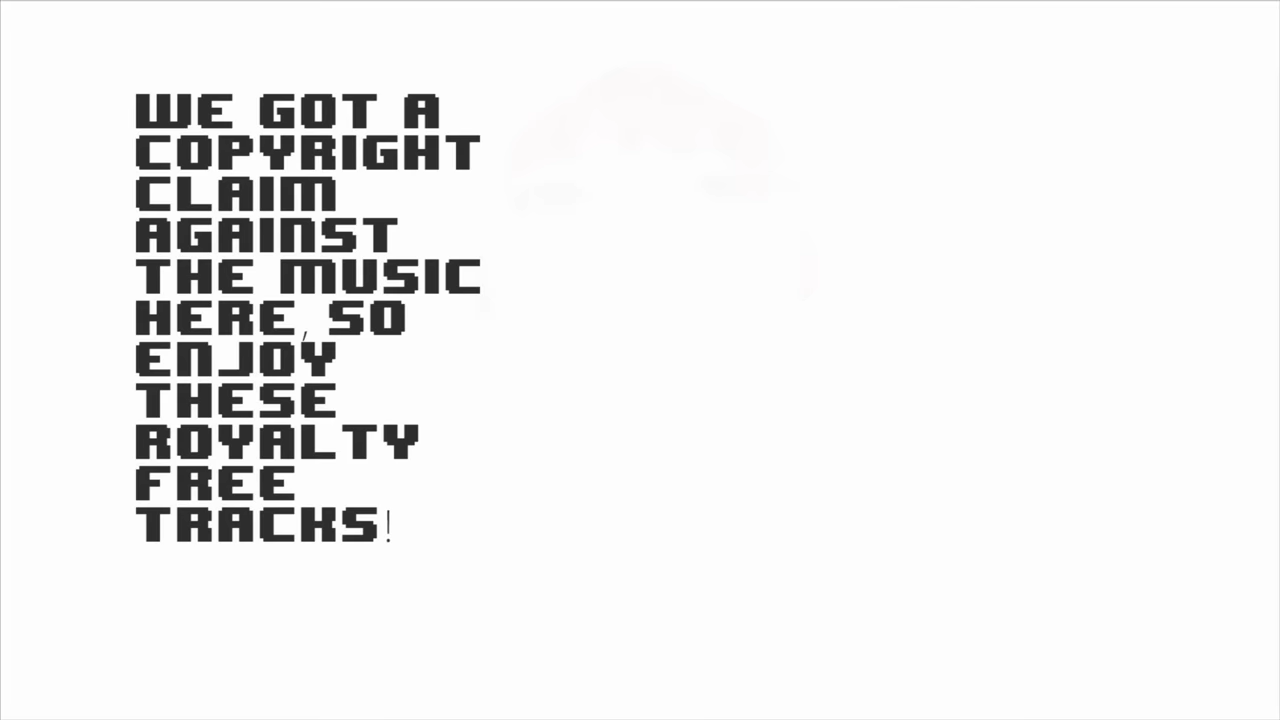 WE GOT A
COPYRIGHT
CLAIM
AGAINST
THE MUSIC
HERE, SO
ENJOY
THESE
ROYALTY
FREE
TRACKS!